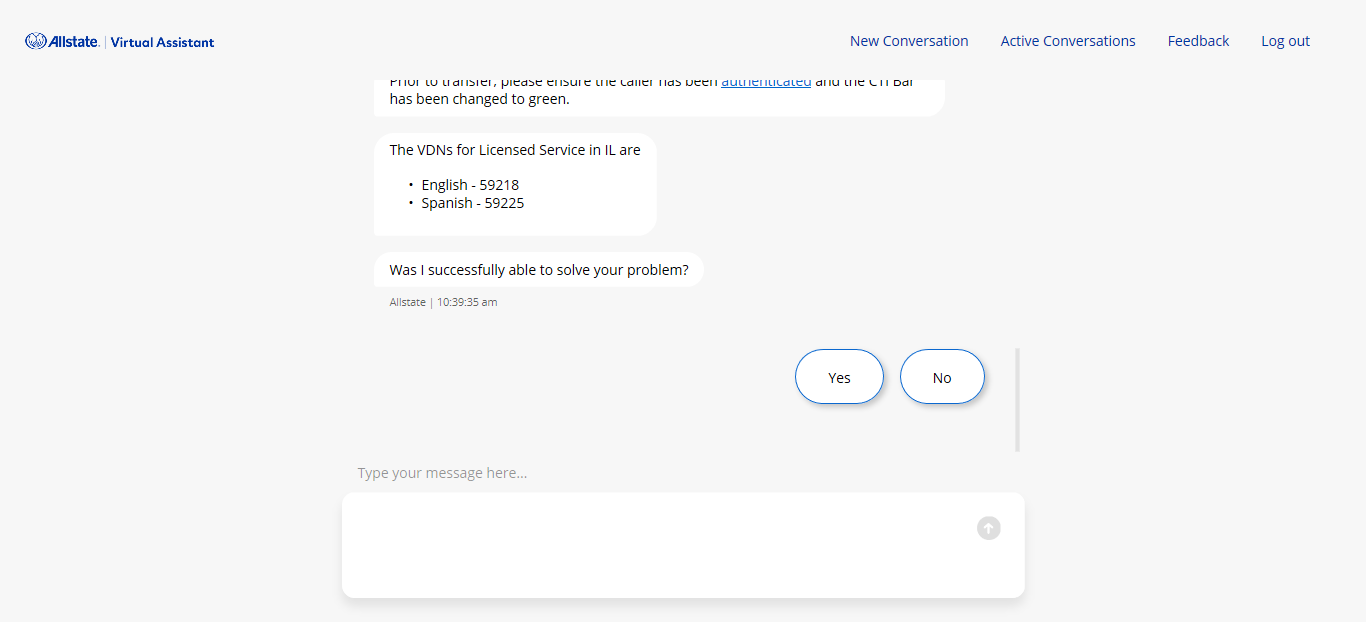 Allstate. | Virtual Assistant
New Conversation
Active Conversations
Feedback
Log out
Prior to transfer, please ensure the caller has been authenticated and the CTI Bar
has been changed to green.
The VDNs for Licensed Service in IL are
• English - 59218
• Spanish - 59225
Was I successfully able to solve your problem?
Allstate | 10:39:35 am
Yes
No
Type your message here...